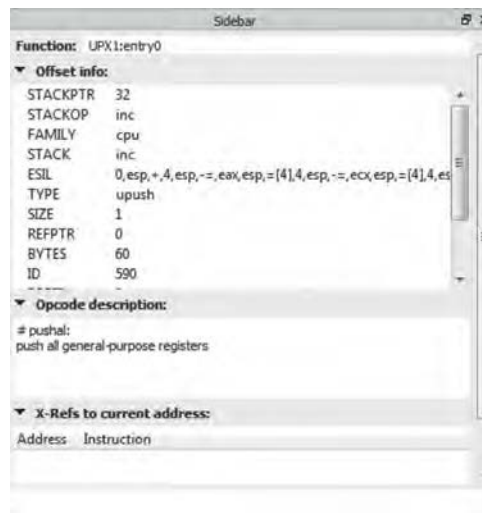 Sidebar
Function: UPX1:entry0
Offset info:
STACKPTR 32
STACKOP inc
FAMILY cpu
STACK inc
ESIL 0,esp,+,4,esp,-=,eax,esp,=[4],4,esp,-=,ecx,esp,=[4],4,es
TYPE upush
SIZE 1
REFPTR 0
BYTES 60
ID 590
Opcode description:
# pushal:
push all general-purpose registers
X-Refs to current address:
Address Instruction